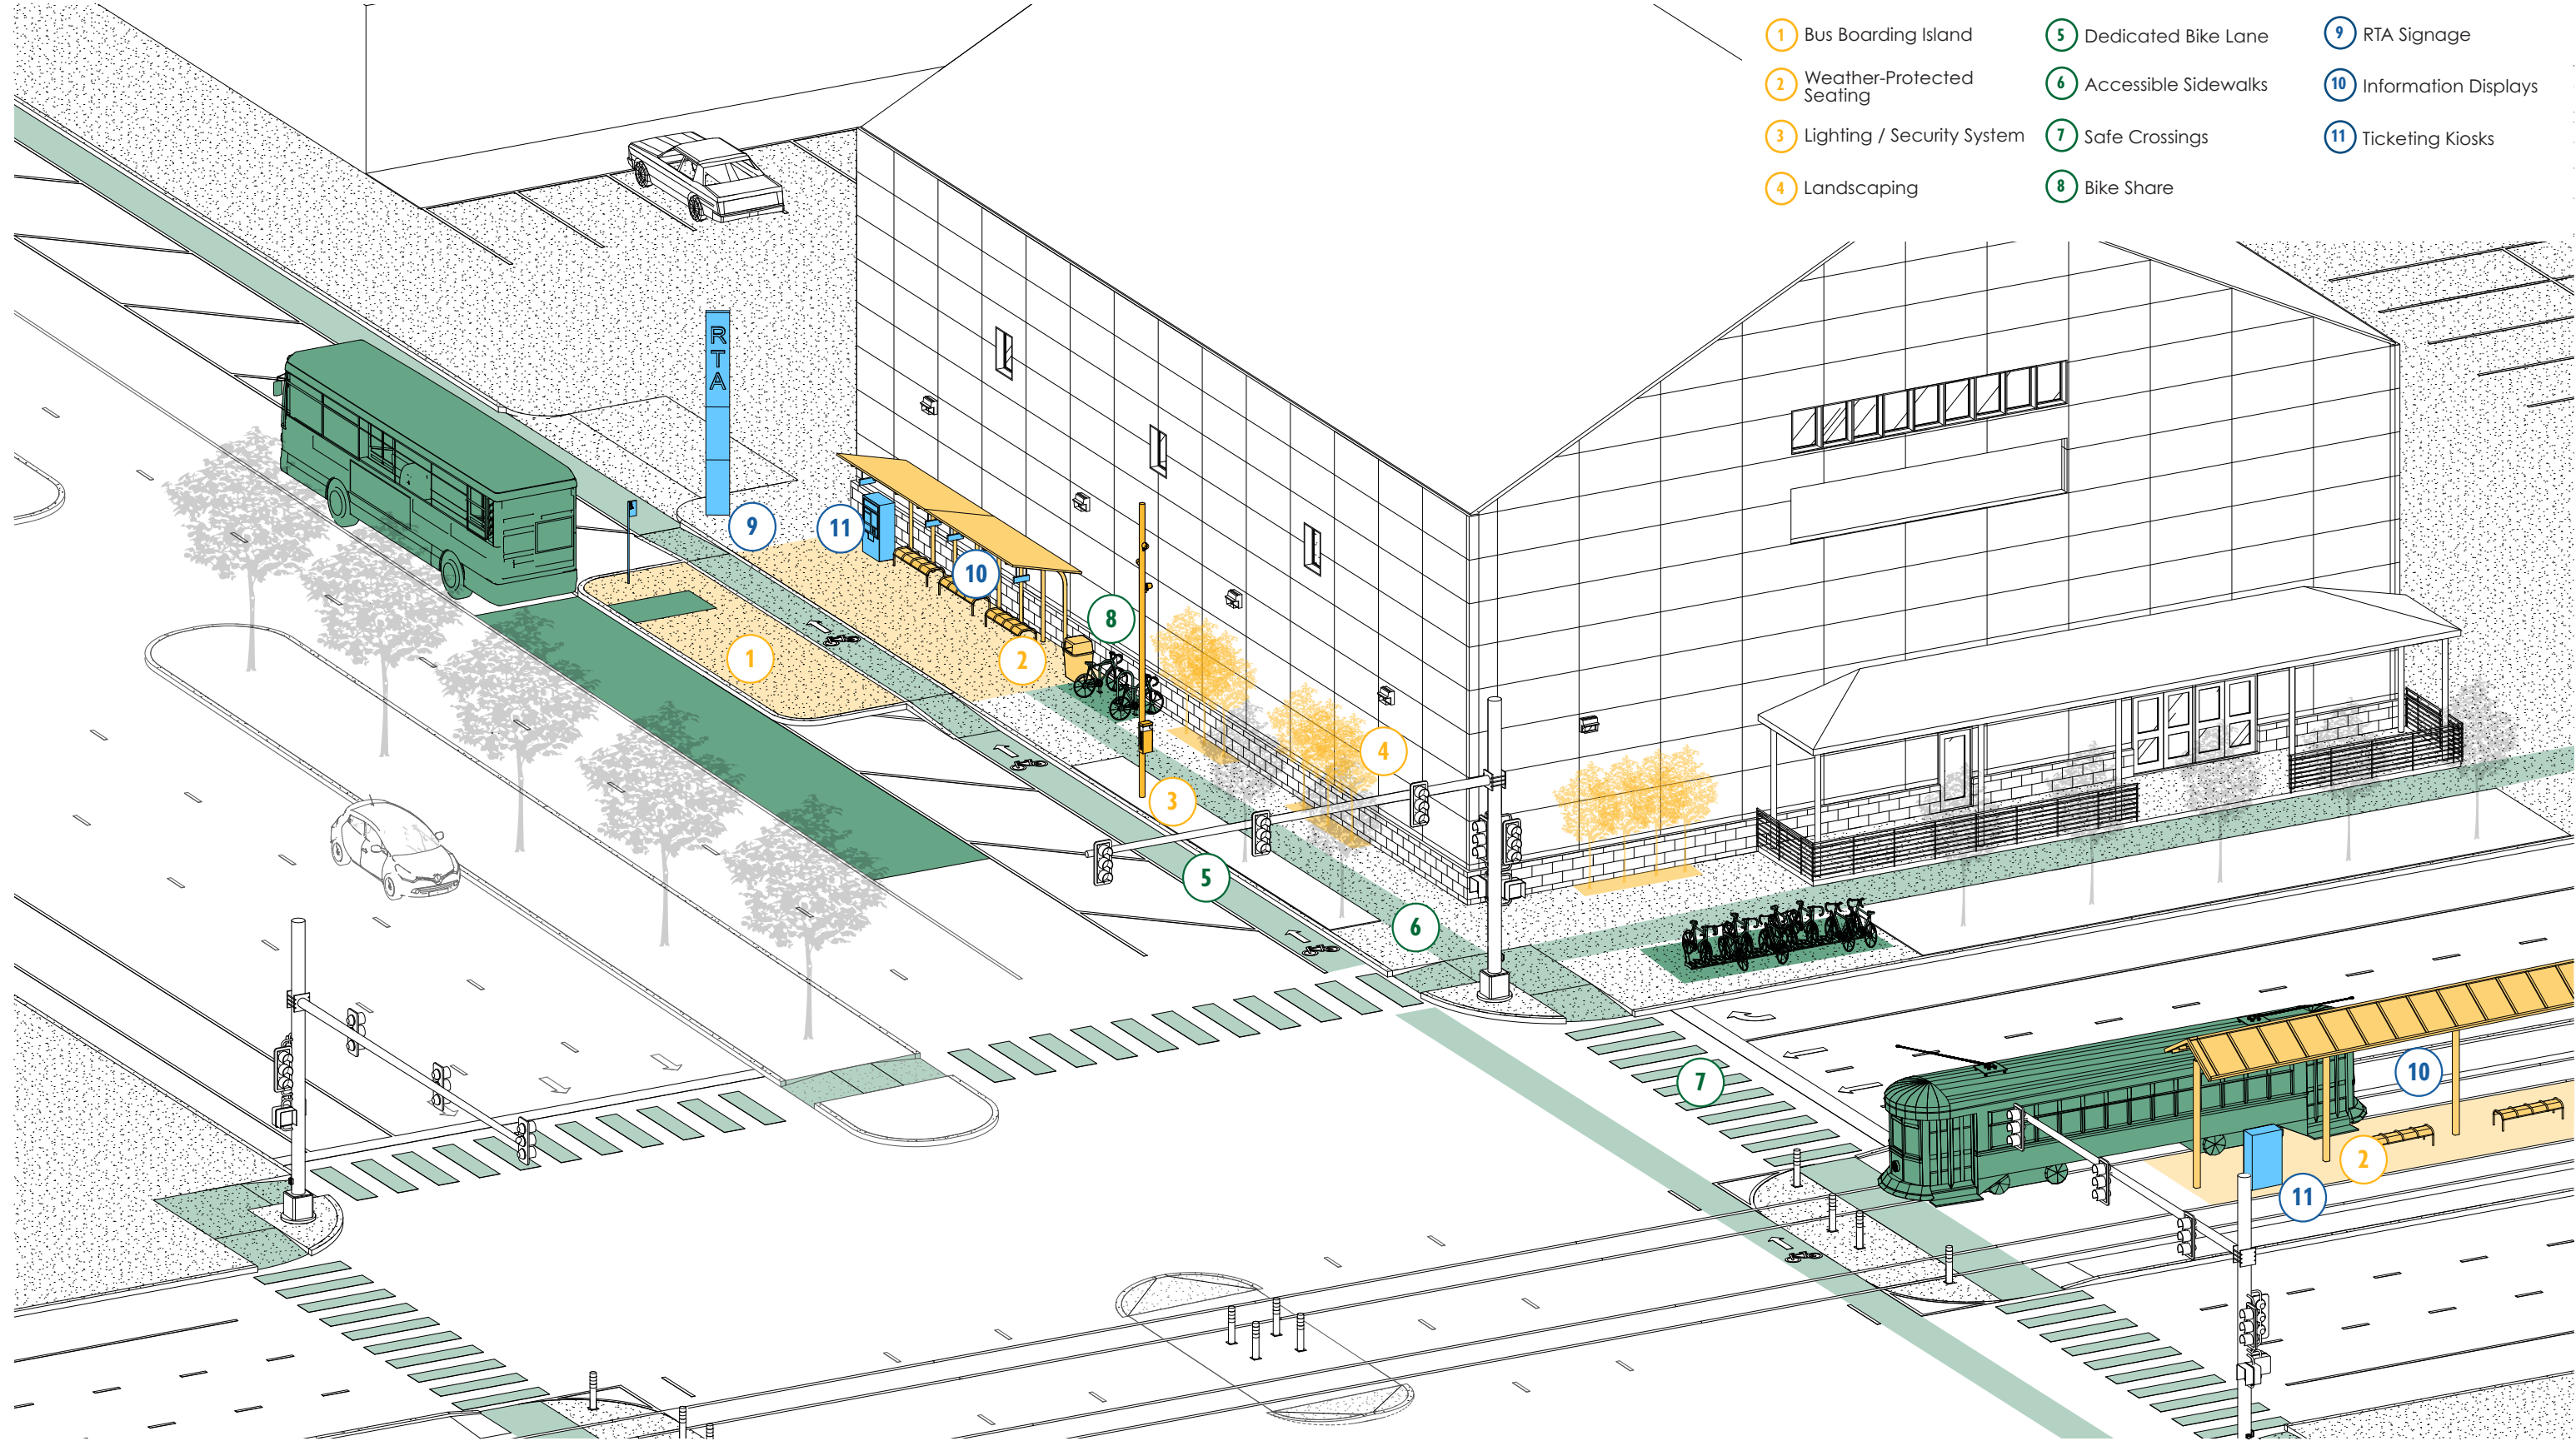 1 Bus Boarding Island
2 Weather-Protected
Seating
3 Lighting / Security System
4 Landscaping
5 Dedicated Bike Lane
6 Accessible Sidewalks
7 Safe Crossings
8 Bike Share
9 RTA Signage
10 Information Displays
11 Ticketing Kiosks
R
T
A
9
11
10
8
1
2
4
3
5
6
7
10
2
11